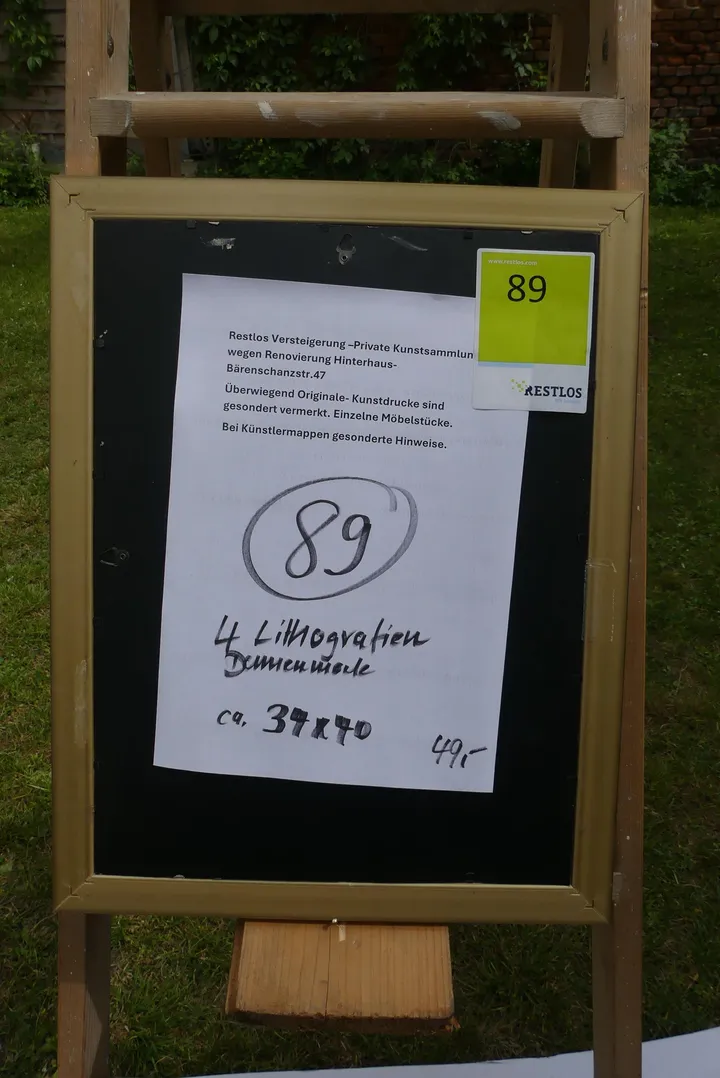 www.restlos.com
89
RESTLOS
Restlos Versteigerung –Private Kunstsammlun
wegen Renovierung Hinterhaus-
Bärenschanzstr.47
Überwiegend Originale- Kunstdrucke sind
gesondert vermerkt. Einzelne Möbelstücke.
Bei Künstlermappen gesonderte Hinweise.
89
4 Lithografien
ca.
49,-